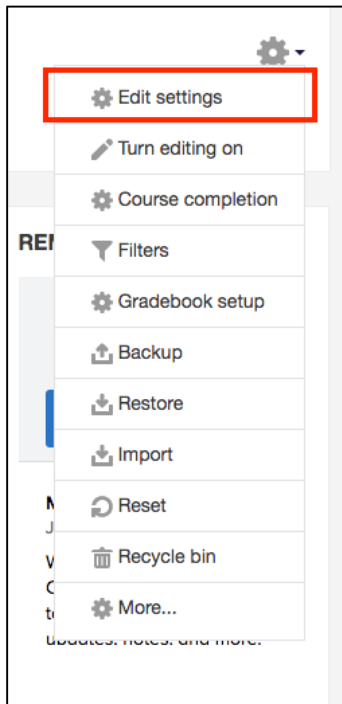 Edit settings
Turn editing on
Course completion
REM
Filters
Gradebook setup
Backup
Restore
Import
Reset
Recycle bin
More...
updates, notes, and more.